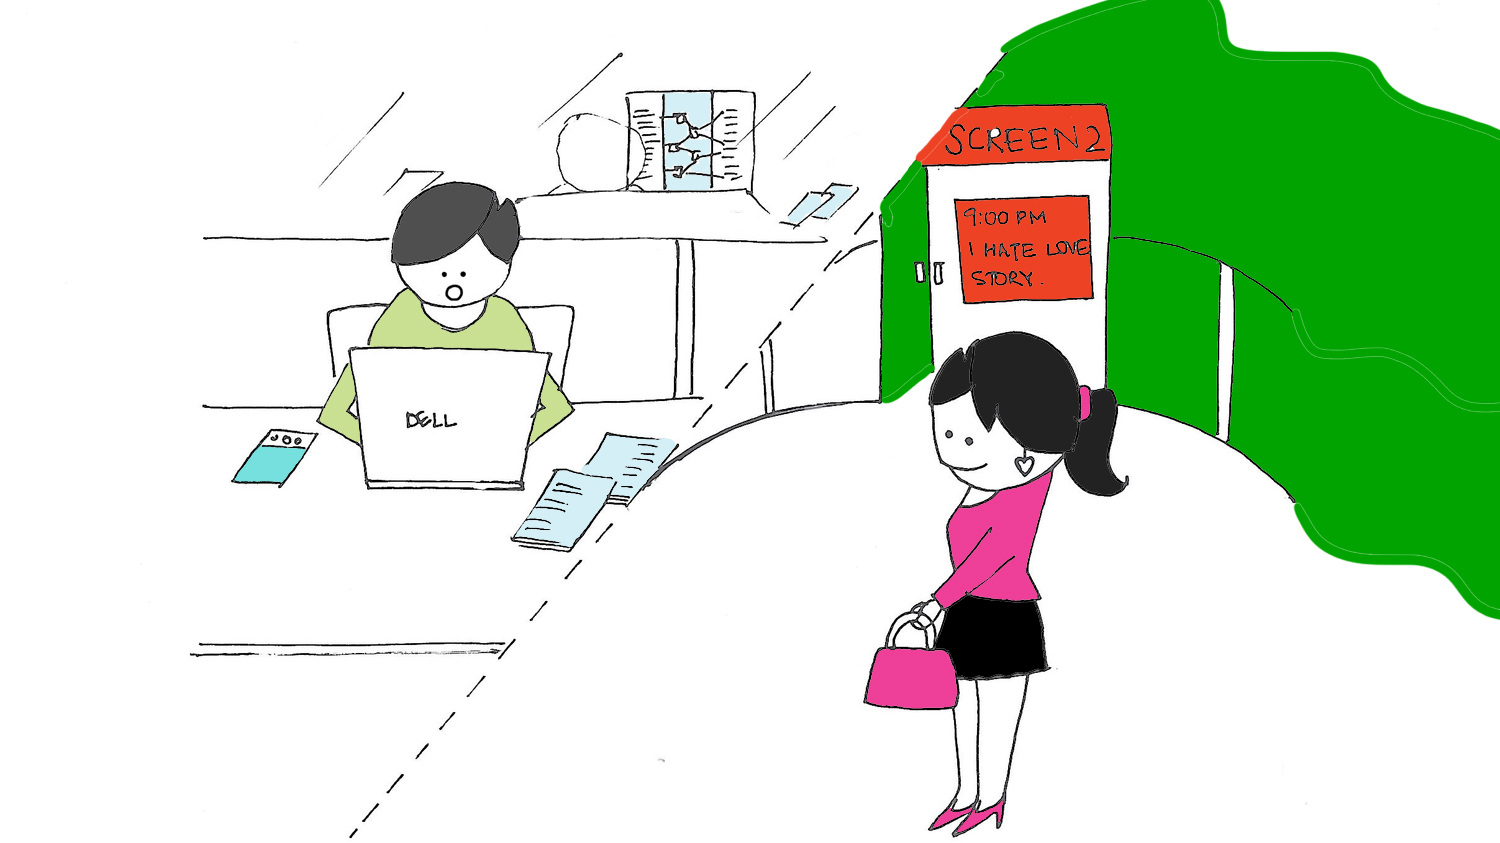 SCREEN 2
9:00 PM
I HATE LOVE
STORY.
DELL